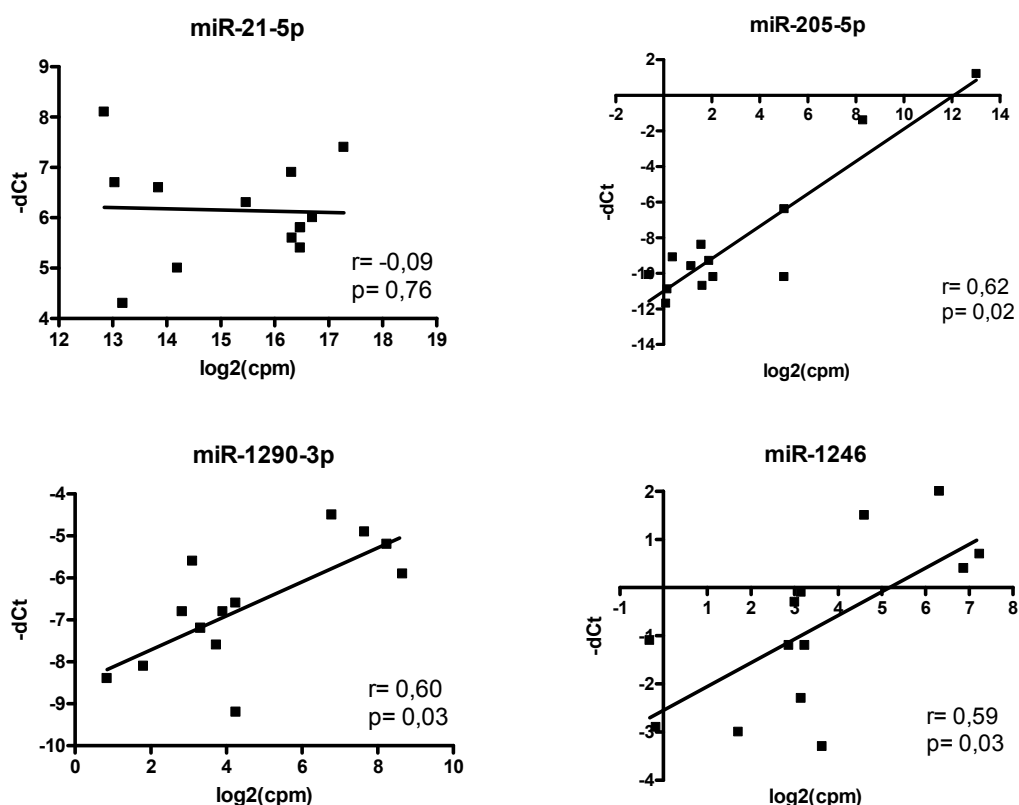 miR-21-5p
9
8
7
6
5
4
-dCt
12 13 14 15 16 17 18 19
log2(cpm)
r= -0,09
p= 0,76
miR-205-5p
2
-2 2 4 6 8 10 12 14
-2
-4
-6
-8
-10
-12
-14
-dCt
log2(cpm)
r= 0,62
p= 0,02
miR-1290-3p
-4
-5
-6
-7
-8
-9
-10
-dCt
0 2 4 6 8 10
log2(cpm)
r= 0,60
p= 0,03
miR-1246
2
1
-1 1 2 3 4 5 6 7 8
-1
-2
-3
-4
-dCt
log2(cpm)
r= 0,59
p= 0,03